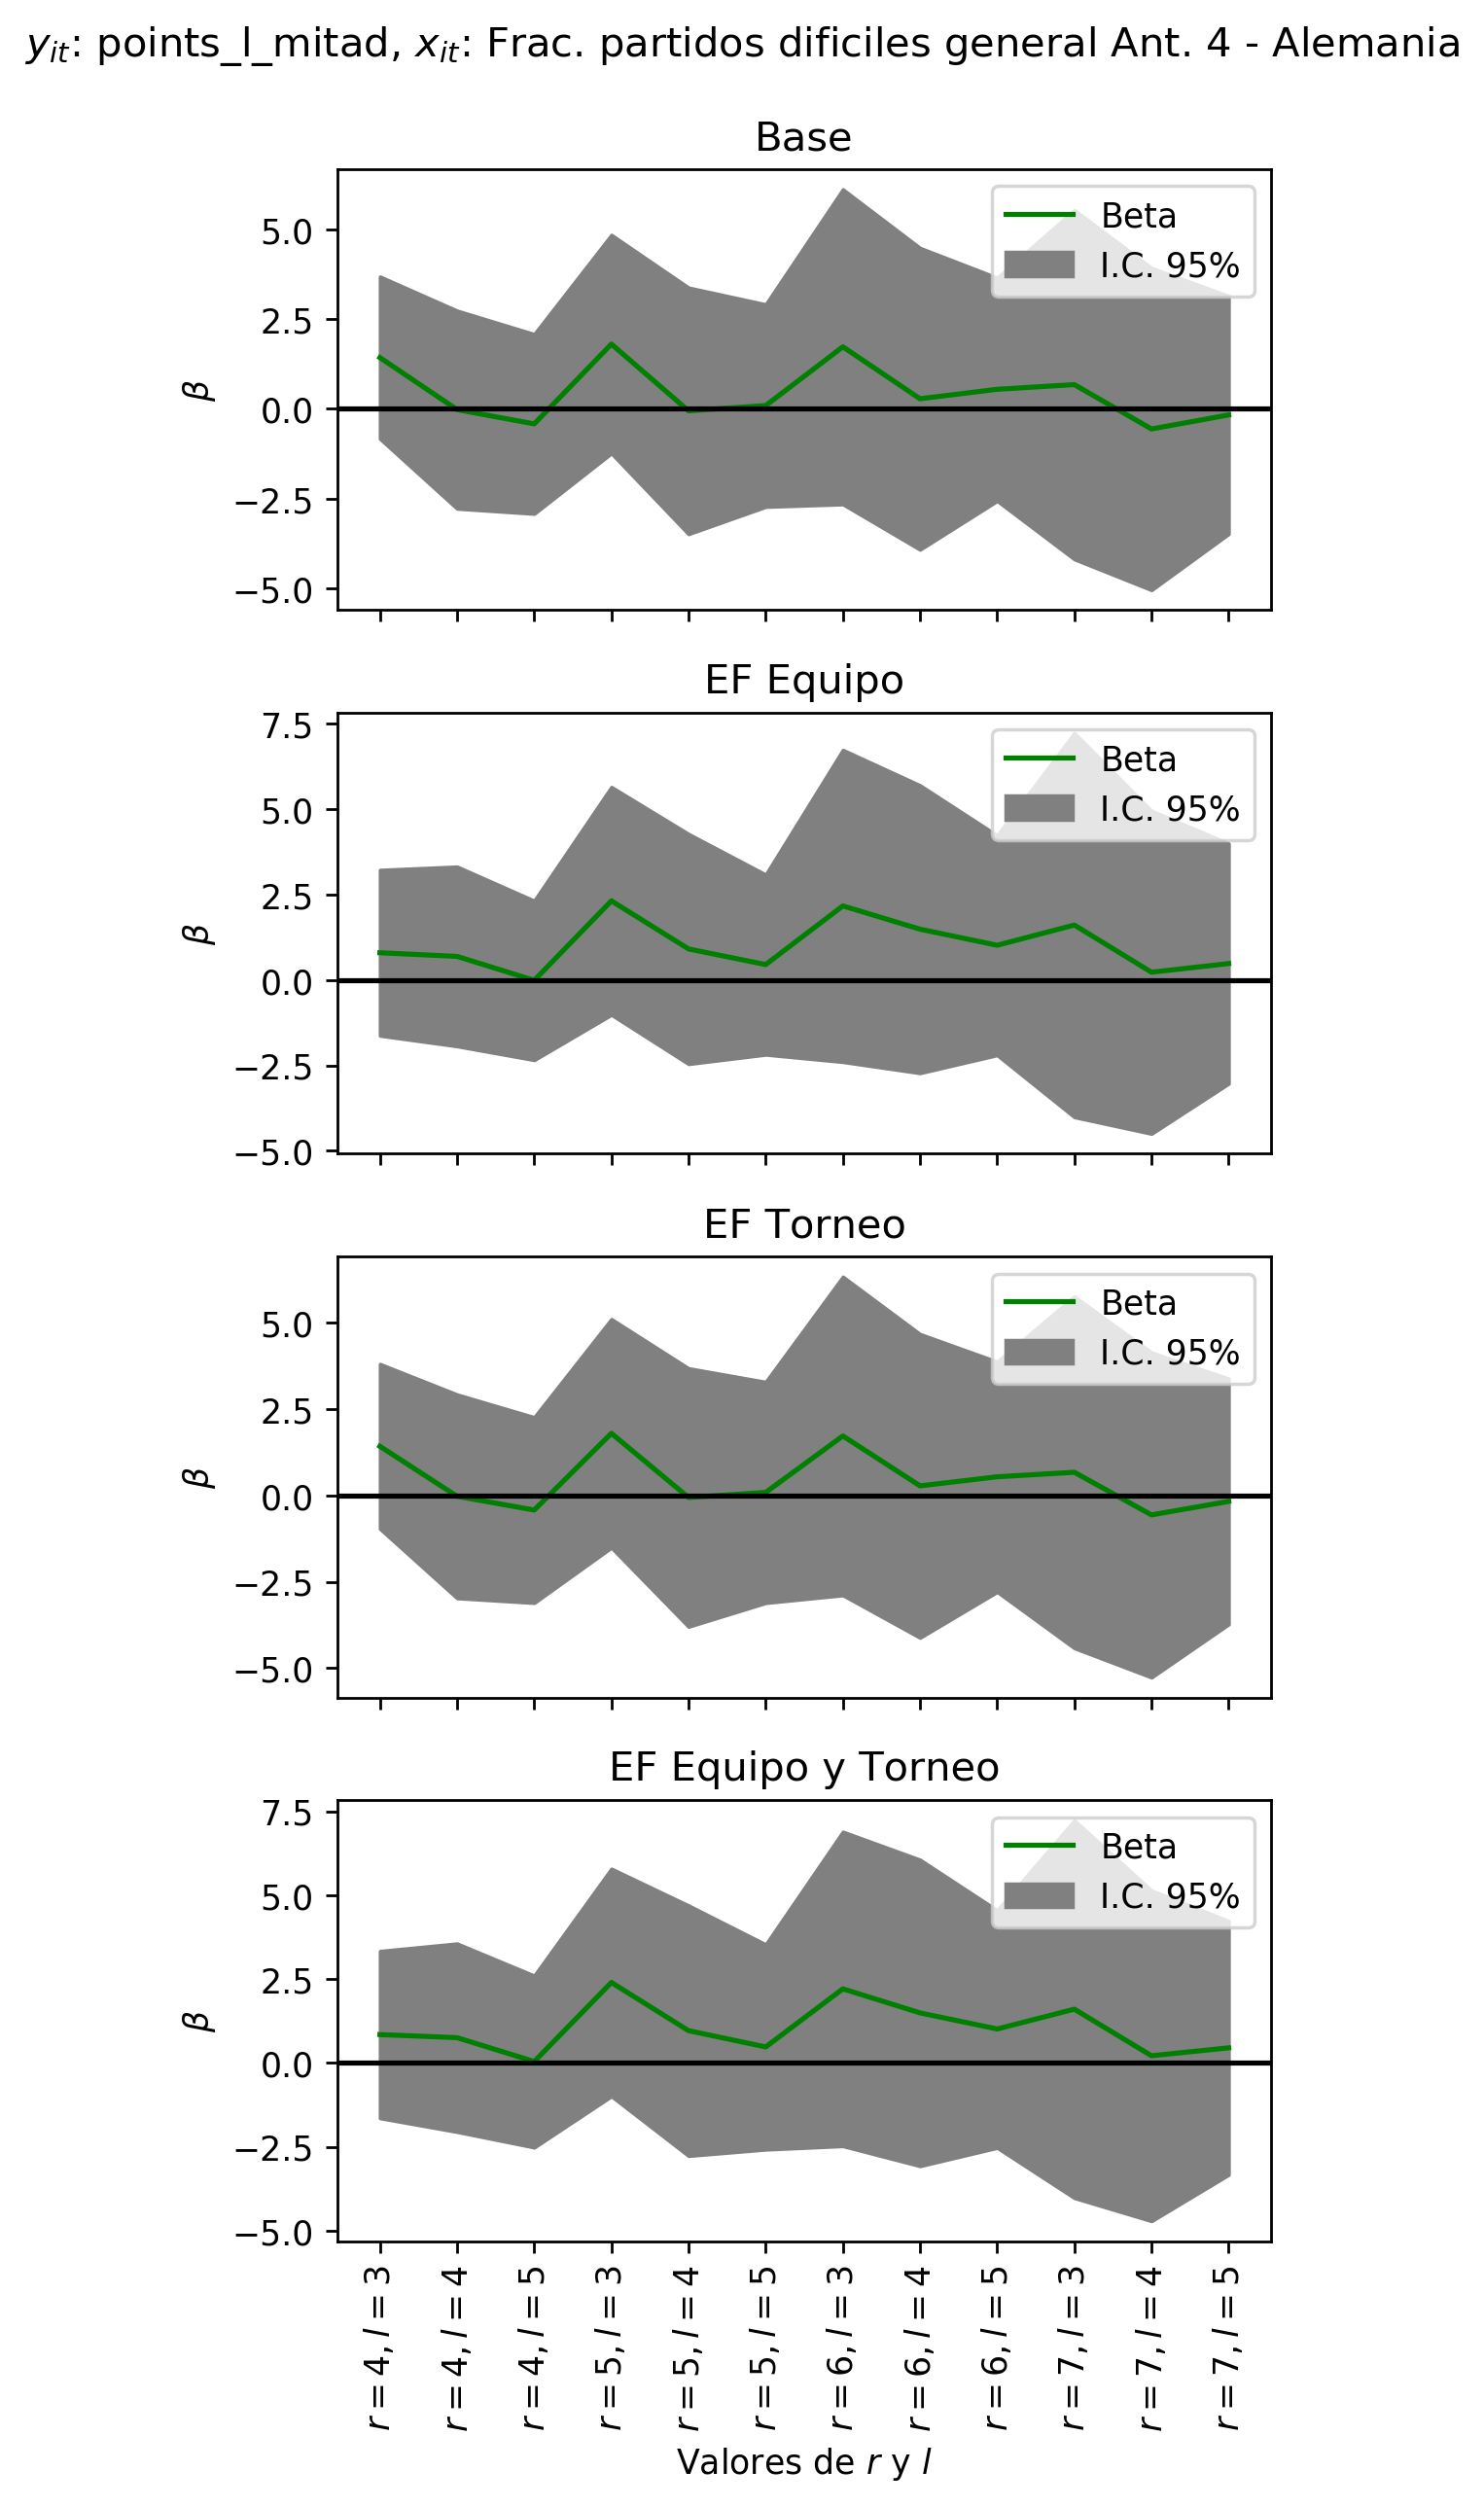 y_it: points_l_mitad, x_it: Frac. partidos dificiles general Ant. 4 - Alemania
Base
Beta
I.C. 95%
5.0
2.5
0.0
−2.5
−5.0
β
EF Equipo
Beta
I.C. 95%
7.5
5.0
2.5
0.0
−2.5
−5.0
β
EF Torneo
Beta
I.C. 95%
5.0
2.5
0.0
−2.5
−5.0
β
EF Equipo y Torneo
Beta
I.C. 95%
7.5
5.0
2.5
0.0
−2.5
−5.0
β
r = 4, l = 3
r = 4, l = 4
r = 4, l = 5
r = 5, l = 3
r = 5, l = 4
r = 5, l = 5
r = 6, l = 3
r = 6, l = 4
r = 6, l = 5
r = 7, l = 3
r = 7, l = 4
r = 7, l = 5
Valores de r y l